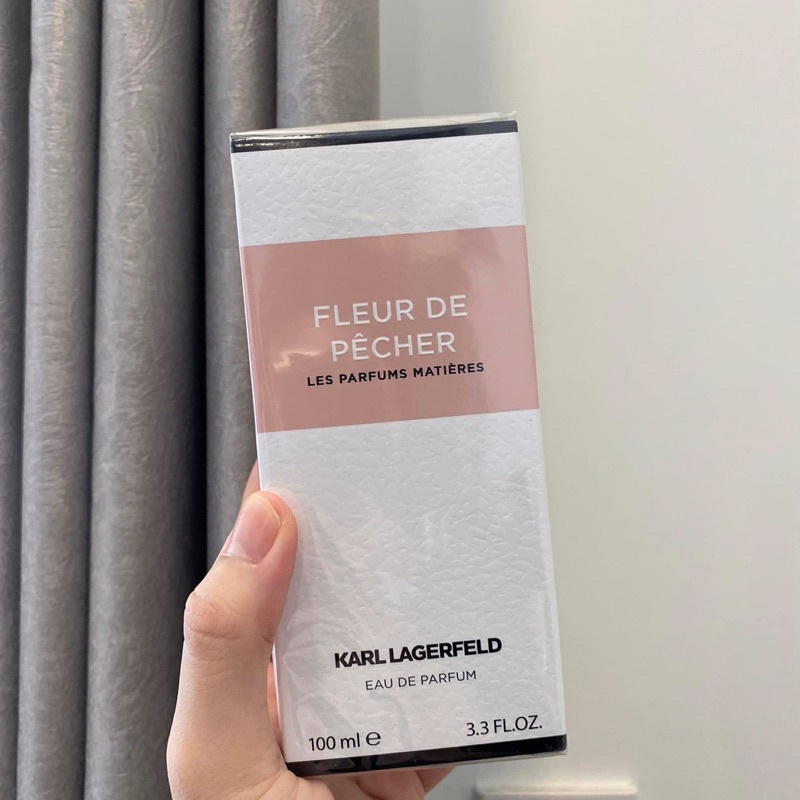 FLEUR DE
PÊCHER
LES PARFUMS MATIÈRES
KARL LAGERFELD
EAU DE PARFUM
100 ml ℮ 3.3 FL.OZ.